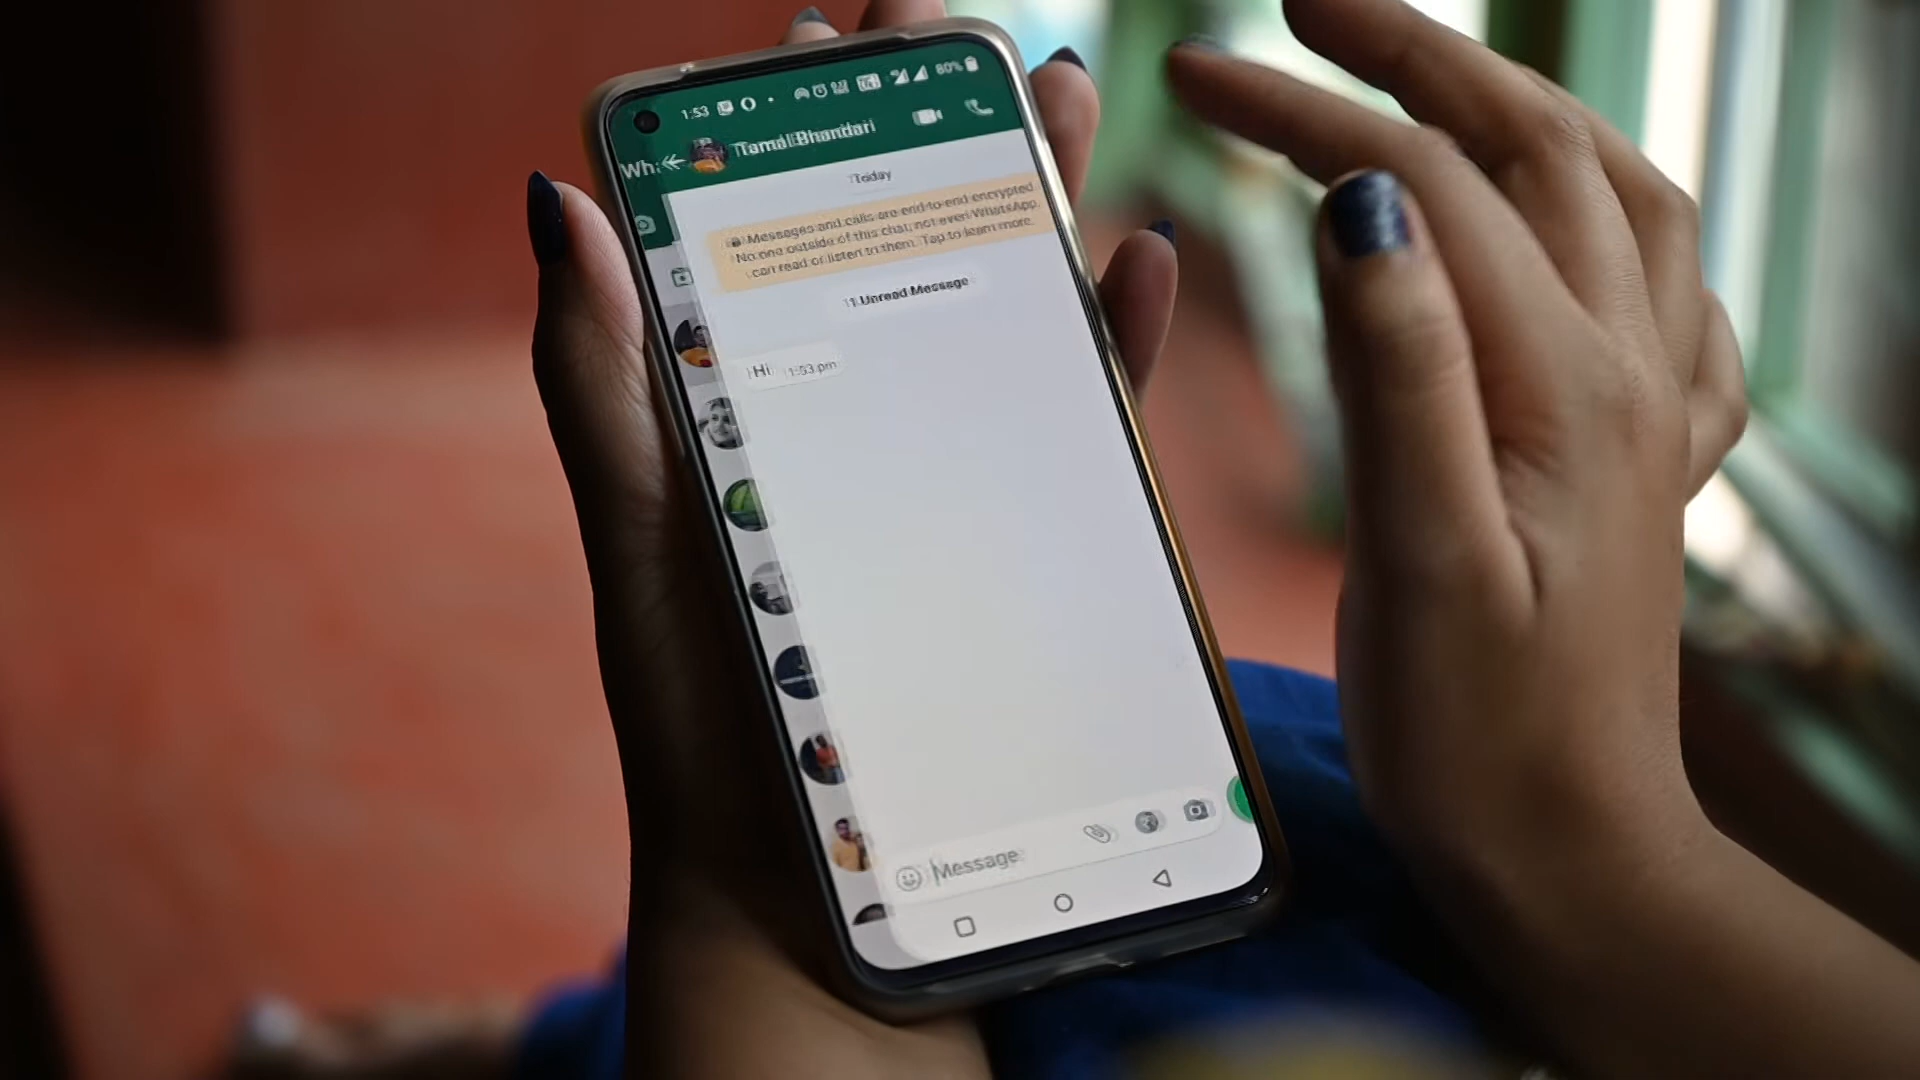 1:53 80%
Wh
Tamal Bhandari
Today
Messages and calls are end-to-end encrypted.
No one outside of this chat, not even WhatsApp,
can read or listen to them. Tap to learn more.
1 Unread Message
Hi 1:53 pm
Message